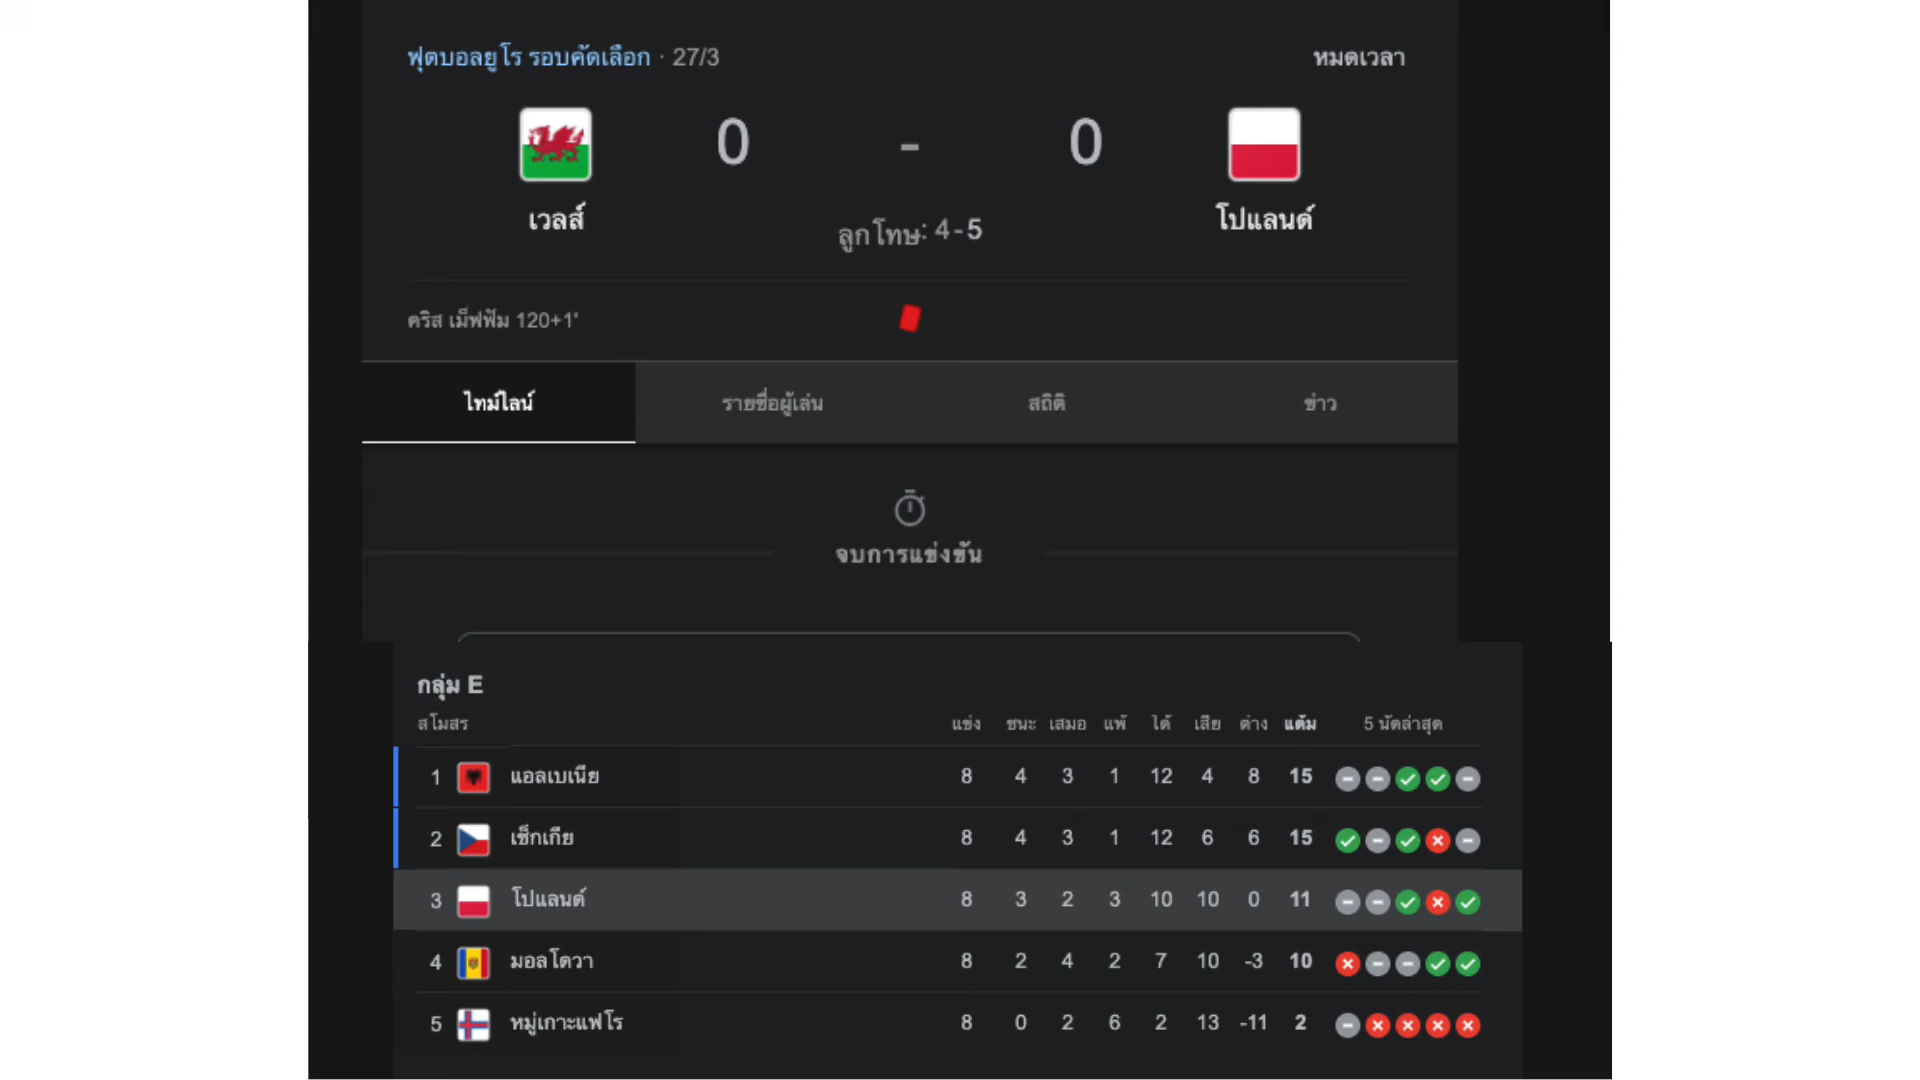 ฟุตบอลยูโร รอบคัดเลือก · 27/3 หมดเวลา
0 - 0
เวลส์ โปแลนด์
ลูกโทษ: 4-5
คริส เม็ฟฟัม 120+1'
ไทม์ไลน์ รายชื่อผู้เล่น สถิติ ข่าว
จบการแข่งขัน
กลุ่ม E
สโมสร แข่ง ชนะ เสมอ แพ้ ได้ เสีย ต่าง แต้ม 5 นัดล่าสุด
1 แอลเบเนีย 8 4 3 1 12 4 8 15
2 เช็กเกีย 8 4 3 1 12 6 6 15
3 โปแลนด์ 8 3 2 3 10 10 0 11
4 มอลโดวา 8 2 4 2 7 10 -3 10
5 หมู่เกาะแฟโร 8 0 2 6 2 13 -11 2